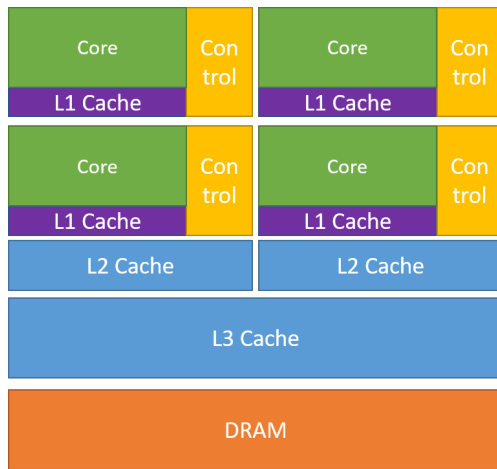 Core
Con
trol
L1 Cache
Core
Con
trol
L1 Cache
Core
Con
trol
L1 Cache
Core
Con
trol
L1 Cache
L2 Cache
L2 Cache
L3 Cache
DRAM